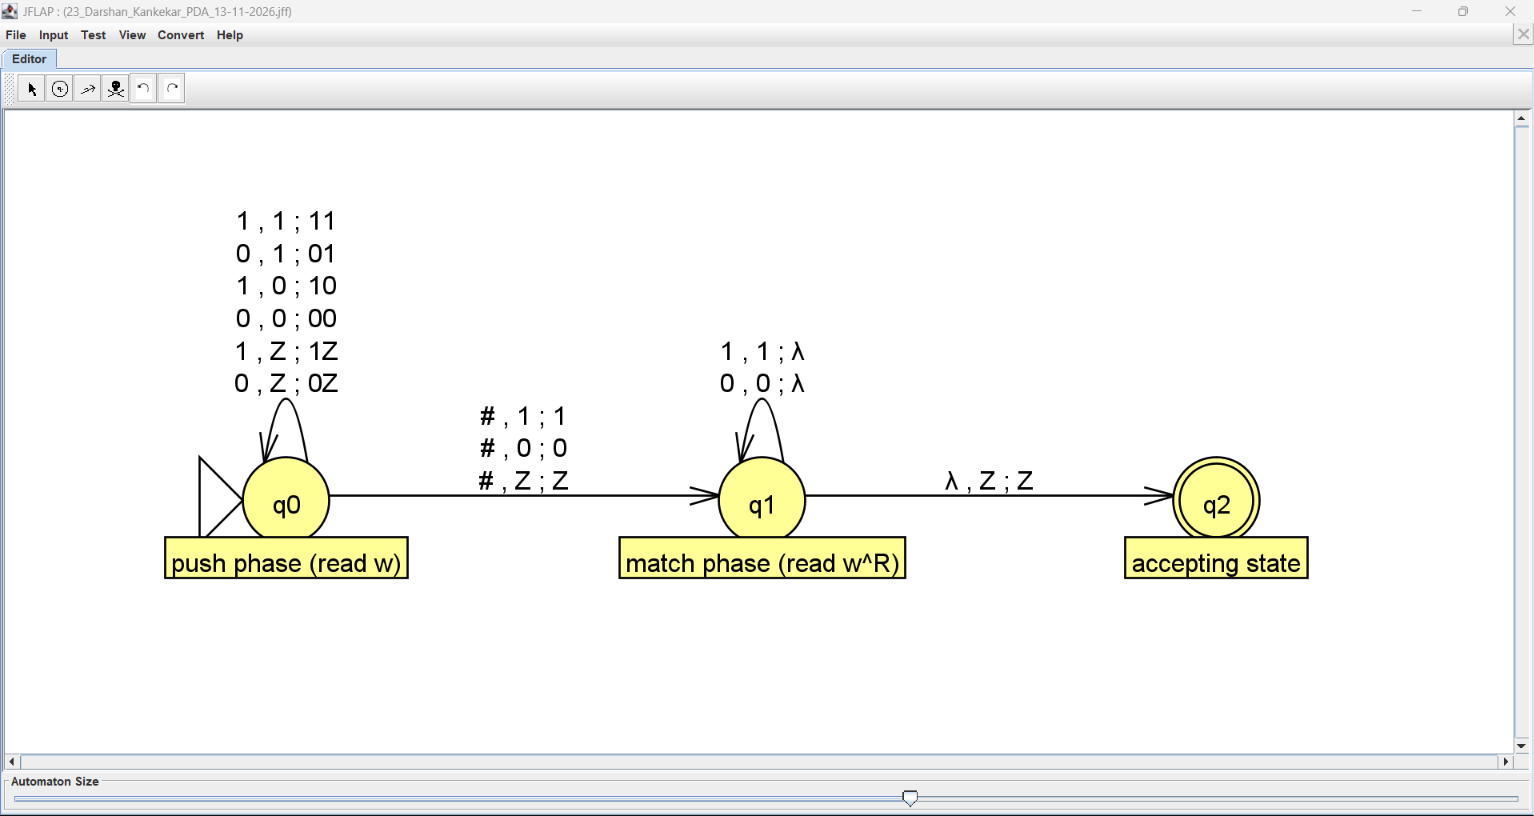 JFLAP : (23_Darshan_Kankekar_PDA_13-11-2026.jff)
File Input Test View Convert Help
Editor
1 , 1 ; 11
0 , 1 ; 01
1 , 0 ; 10
0 , 0 ; 00
1 , Z ; 1Z
0 , Z ; 0Z
# , 1 ; 1
# , 0 ; 0
# , Z ; Z
1 , 1 ; λ
0 , 0 ; λ
λ , Z ; Z
q0
q1
q2
push phase (read w)
match phase (read w^R)
accepting state
Automaton Size